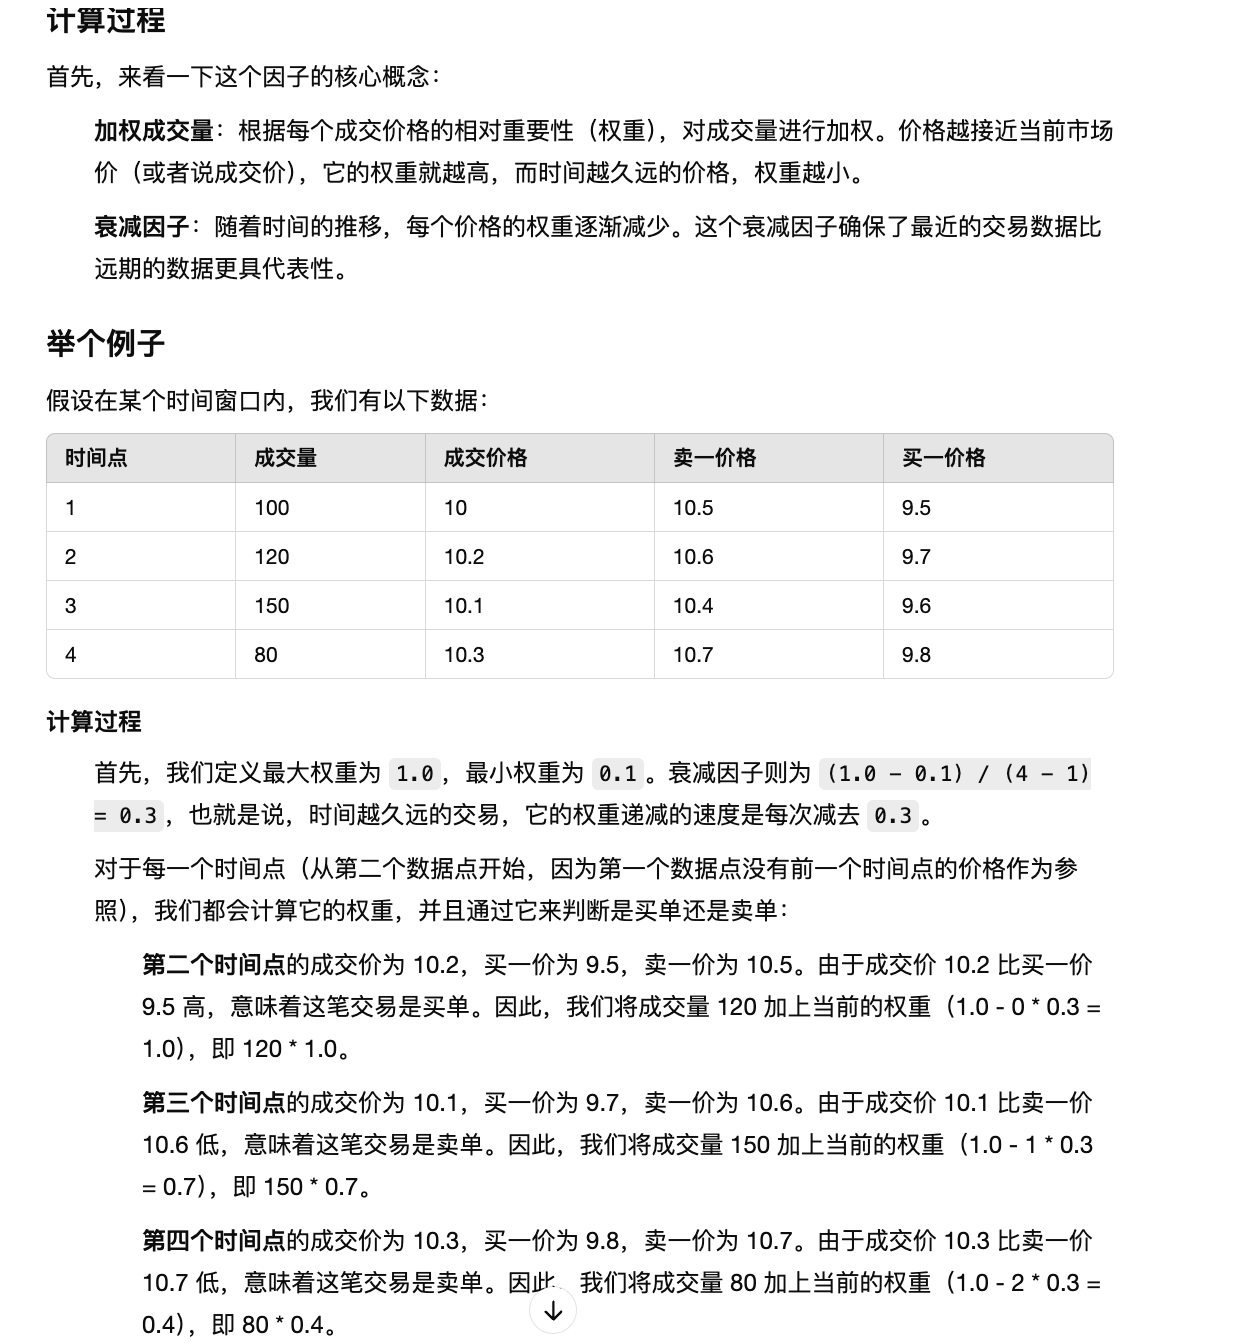 计算过程
首先，来看一下这个因子的核心概念：
加权成交量：根据每个成交价格的相对重要性（权重），对成交量进行加权。价格越接近当前市场
价（或者说成交价），它的权重就越高，而时间越久远的价格，权重越小。
衰减因子：随着时间的推移，每个价格的权重逐渐减少。这个衰减因子确保了最近的交易数据比
远期的数据更具代表性。
举个例子
假设在某个时间窗口内，我们有以下数据：
时间点 成交量 成交价格 卖一价格 买一价格
1 100 10 10.5 9.5
2 120 10.2 10.6 9.7
3 150 10.1 10.4 9.6
4 80 10.3 10.7 9.8
计算过程
首先，我们定义最大权重为 1.0，最小权重为 0.1。衰减因子则为 (1.0 - 0.1) / (4 - 1)
= 0.3，也就是说，时间越久远的交易，它的权重递减的速度是每次减去 0.3。
对于每一个时间点（从第二个数据点开始，因为第一个数据点没有前一个时间点的价格作为参
照），我们都会计算它的权重，并且通过它来判断是买单还是卖单：
第二个时间点的成交价为 10.2，买一价为 9.5，卖一价为 10.5。由于成交价 10.2 比买一价
9.5 高，意味着这笔交易是买单。因此，我们将成交量 120 加上当前的权重（1.0 - 0 * 0.3 =
1.0），即 120 * 1.0。
第三个时间点的成交价为 10.1，买一价为 9.7，卖一价为 10.6。由于成交价 10.1 比卖一价
10.6 低，意味着这笔交易是卖单。因此，我们将成交量 150 加上当前的权重（1.0 - 1 * 0.3
= 0.7），即 150 * 0.7。
第四个时间点的成交价为 10.3，买一价为 9.8，卖一价为 10.7。由于成交价 10.3 比卖一价
10.7 低，意味着这笔交易是卖单。因此，我们将成交量 80 加上当前的权重（1.0 - 2 * 0.3 =
0.4），即 80 * 0.4。